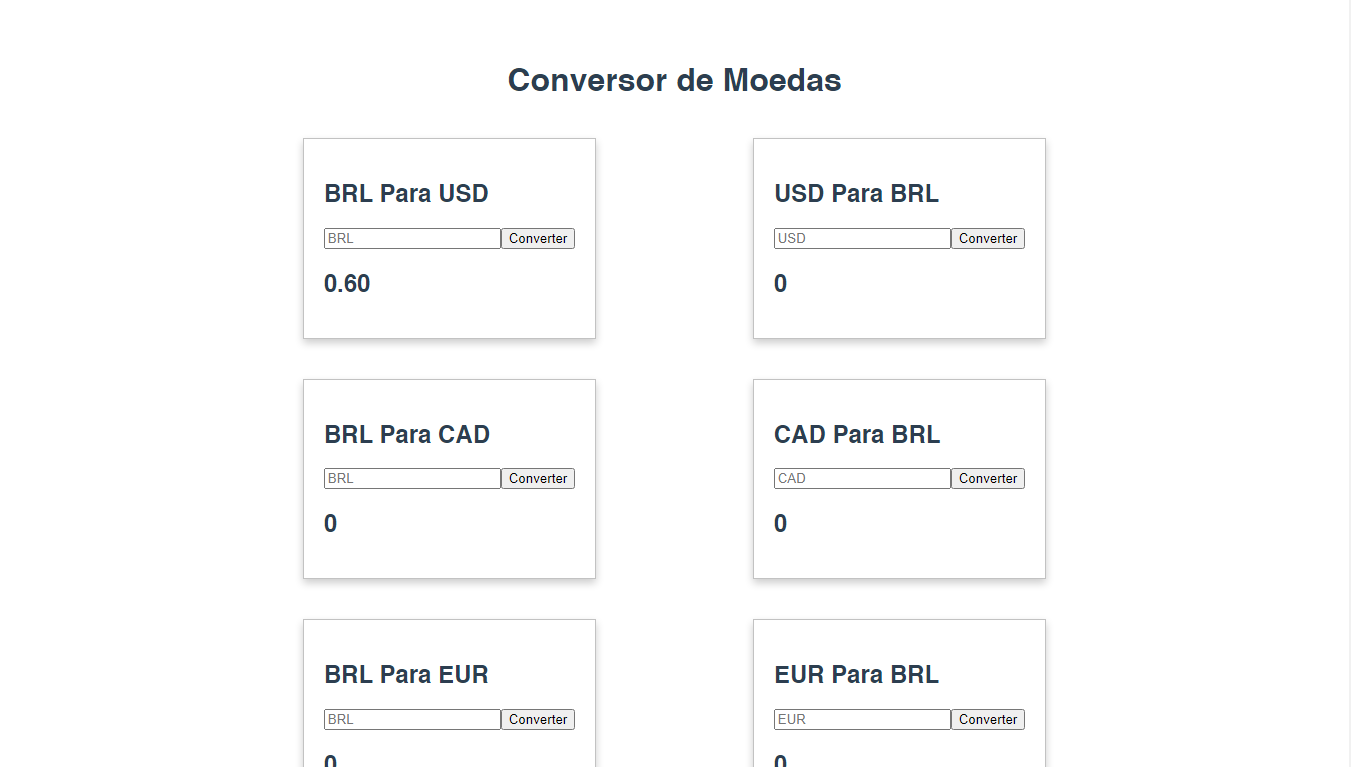 Conversor de Moedas
BRL Para USD
BRL Converter
0.60
USD Para BRL
USD Converter
0
BRL Para CAD
BRL Converter
0
CAD Para BRL
CAD Converter
0
BRL Para EUR
BRL Converter
0
EUR Para BRL
EUR Converter
0